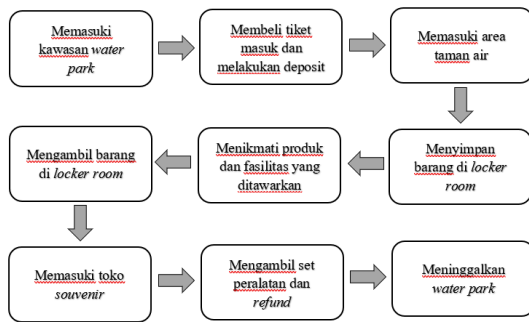 Memasuki
kawasan water
park
Membeli tiket
masuk dan
melakukan deposit
Memasuki area
taman air
Menyimpan
barang di locker
room
Menikmati produk
dan fasilitas yang
ditawarkan
Mengambil barang
di locker room
Memasuki toko
souvenir
Mengambil set
peralatan dan
refund
Meninggalkan
water park